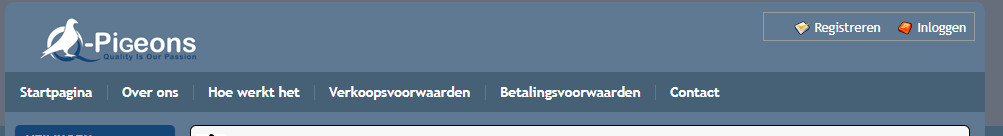 Q-Pigeons
Quality Is Our Passion
Registreren Inloggen
Startpagina Over ons Hoe werkt het Verkoopsvoorwaarden Betalingsvoorwaarden Contact